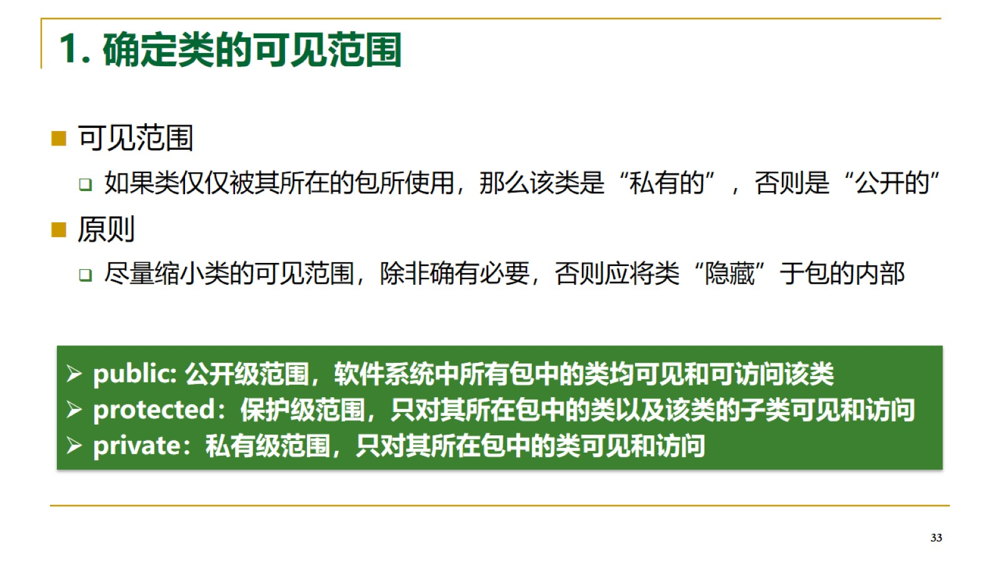 1. 确定类的可见范围
可见范围
如果类仅仅被其所在的包所使用，那么该类是“私有的”，否则是“公开的”
原则
尽量缩小类的可见范围，除非确有必要，否则应将类“隐藏”于包的内部
public: 公开级范围，软件系统中所有包中的类均可见和可访问该类
protected：保护级范围，只对其所在包中的类以及该类的子类可见和访问
private：私有级范围，只对其所在包中的类可见和访问
33